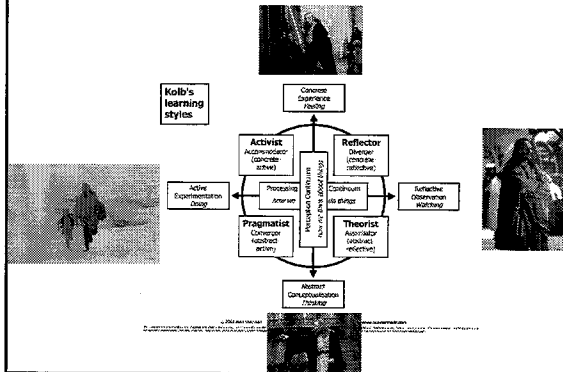 Kolb's
learning
styles
Concrete
Experience
Feeling
Activist
Accommodator
(concrete-
active)
Reflector
Diverger
(concrete-
reflective)
Active
Experimentation
Doing
Processing Continuum
how we do things
Perception Continuum
how we think about things
Reflective
Observation
Watching
Pragmatist
Converger
(abstract-
active)
Theorist
Assimilator
(abstract-
reflective)
Abstract
Conceptualisation
Thinking